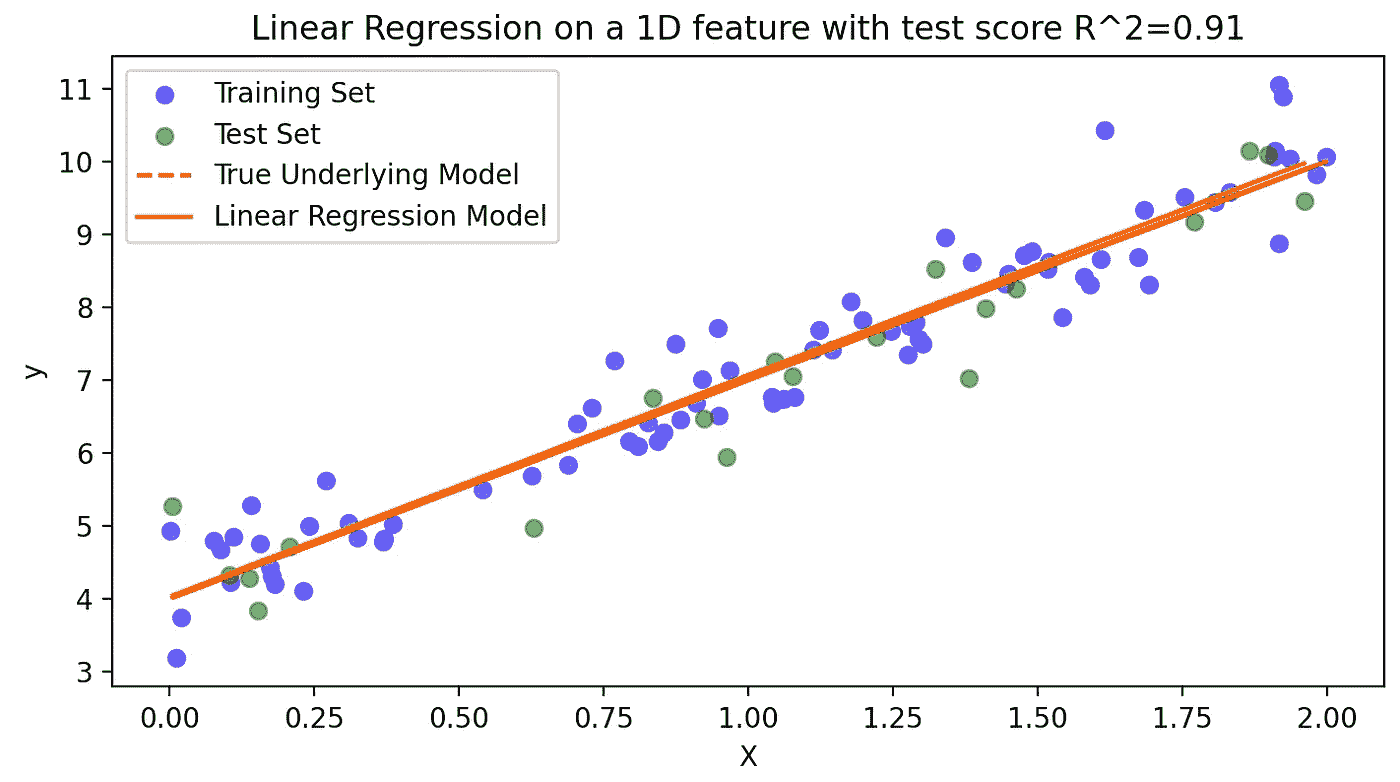 Linear Regression on a 1D feature with test score R^2=0.91
Training Set
Test Set
True Underlying Model
Linear Regression Model
11
10
9
8
7
6
5
4
3
y
0.00 0.25 0.50 0.75 1.00 1.25 1.50 1.75 2.00
X